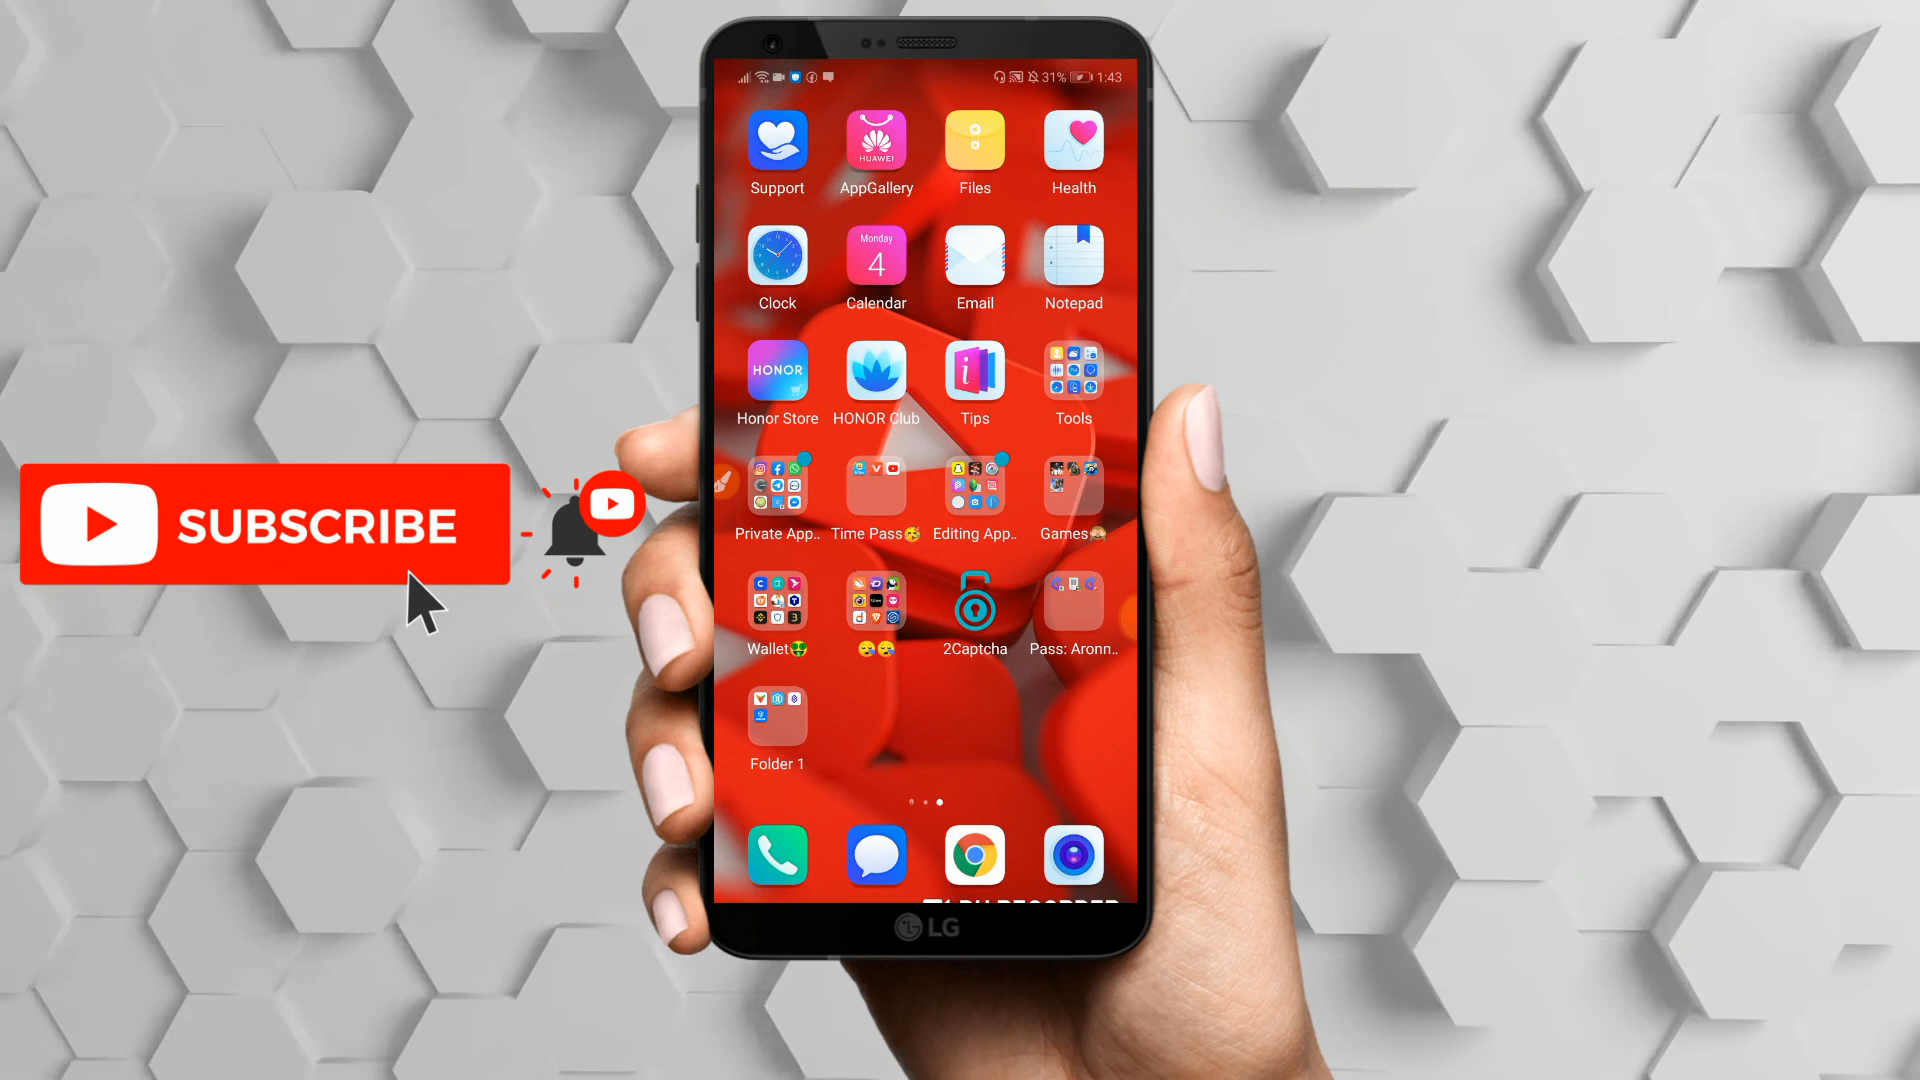 31% 1:43
HUAWEI
Support AppGallery Files Health
Monday
4
Clock Calendar Email Notepad
HONOR
Honor Store HONOR Club Tips Tools
Private App.. Time Pass🥳 Editing App.. Games🙈
Wallet🤑 😪😪 2Captcha Pass: Aronn..
Folder 1
SUBSCRIBE
LG